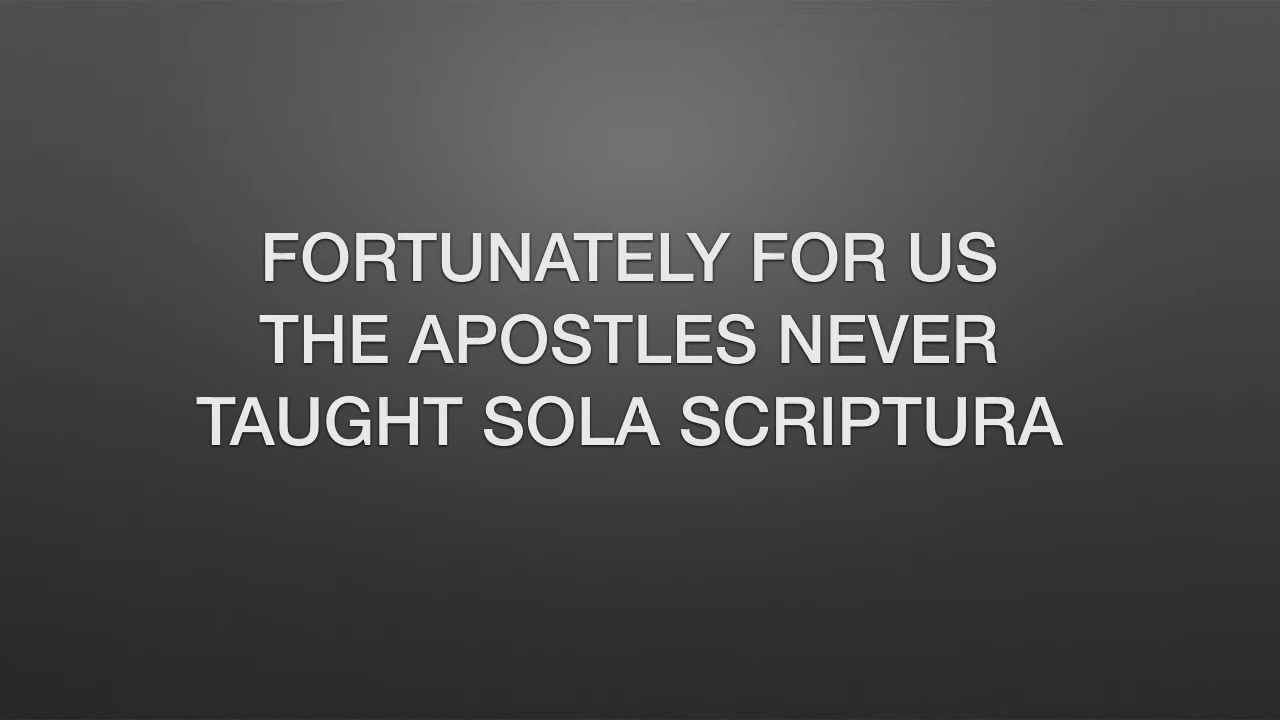 FORTUNATELY FOR US
THE APOSTLES NEVER
TAUGHT SOLA SCRIPTURA